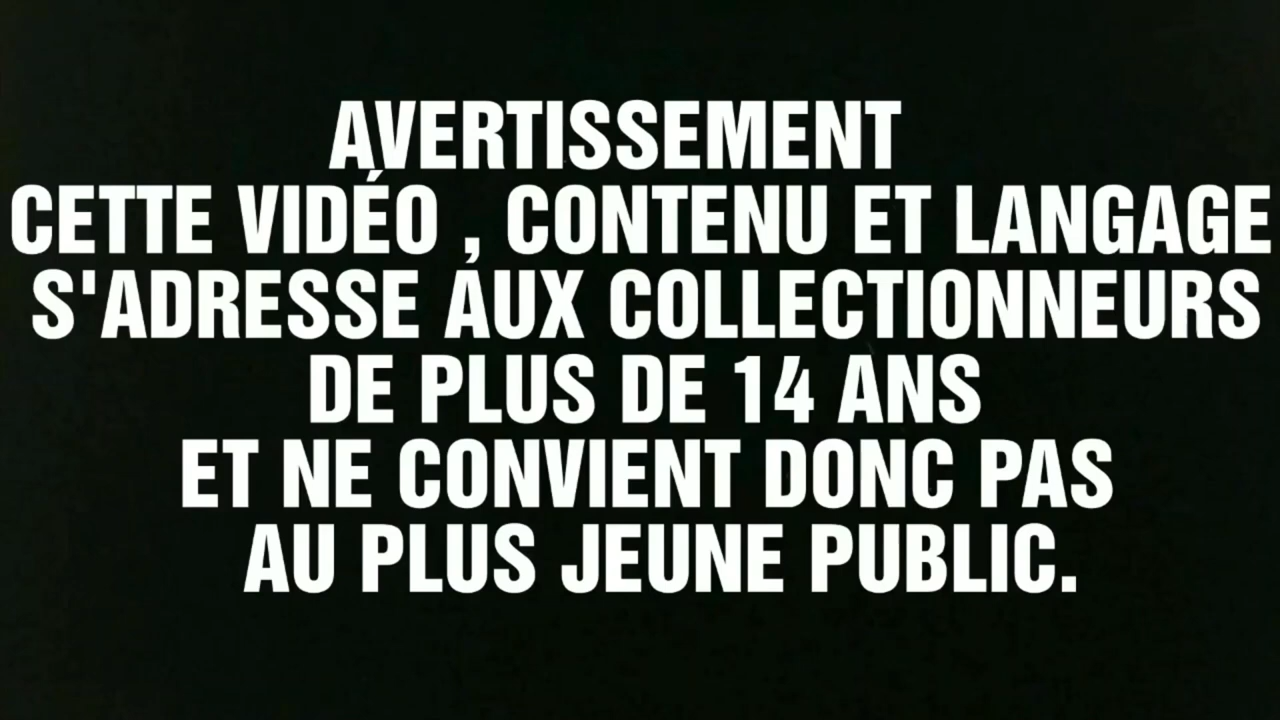 AVERTISSEMENT
CETTE VIDÉO , CONTENU ET LANGAGE
S'ADRESSE AUX COLLECTIONNEURS
DE PLUS DE 14 ANS
ET NE CONVIENT DONC PAS
AU PLUS JEUNE PUBLIC.